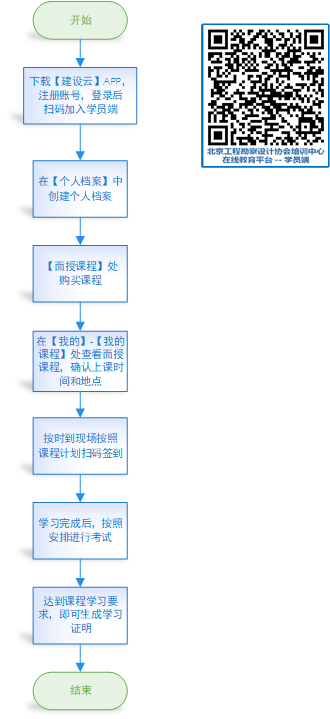 开始
下载【建设云】APP，
注册账号，登录后
扫码加入学员端
在【个人档案】中
创建个人档案
【面授课程】处
购买课程
在【我的】-【我的
课程】处查看面授
课程，确认上课时
间和地点
按时到现场按照
课程计划扫码签到
学习完成后，按照
安排进行考试
达到课程学习要
求，即可生成学习
证明
结束
北京工程勘察设计协会培训中心
在线教育平台 -- 学员端